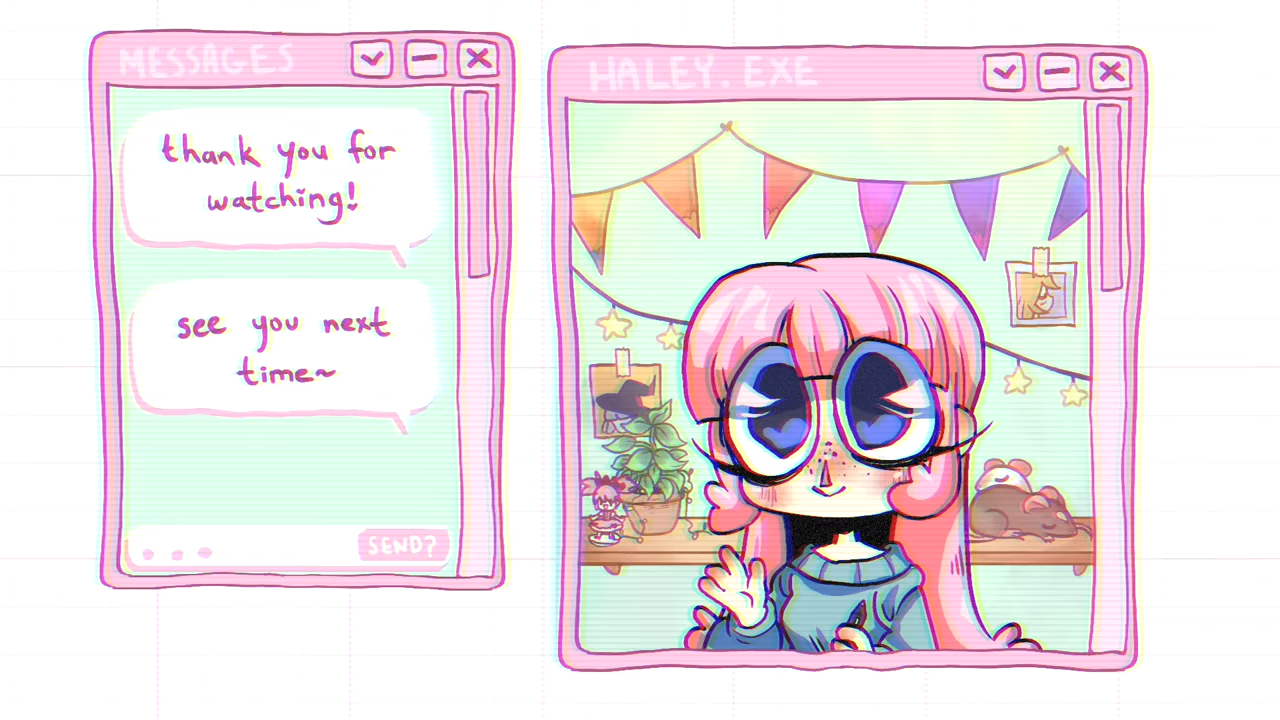 MESSAGES
thank you for
watching!
see you next
time~
SEND?
HALEY.EXE